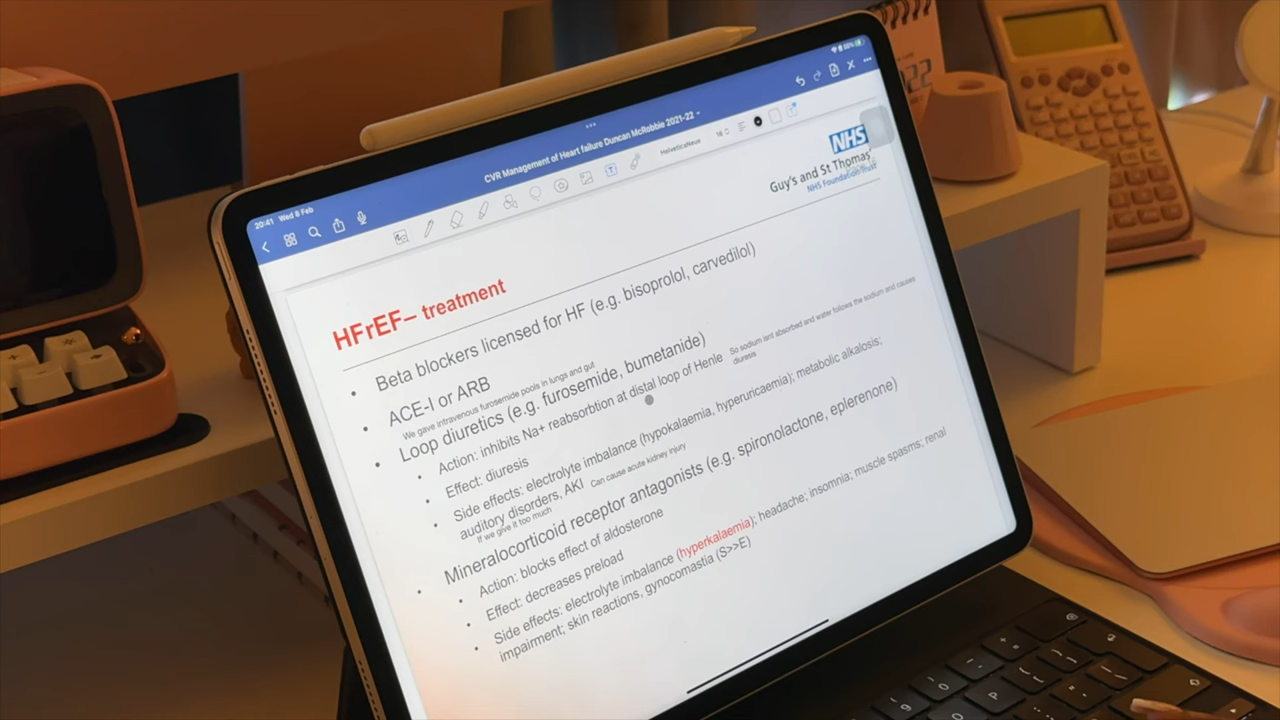 20:41 Wed 8 Feb
55%
CVR Management of Heart failure Duncan McRobbie 2021-22
HelveticaNeue 16
NHS
Guy's and St Thomas'
NHS Foundation Trust
HFrEF– treatment
• Beta blockers licensed for HF (e.g. bisoprolol, carvedilol)
• ACE-I or ARB
We gave intravenous furosemide pools in lungs and gut
• Loop diuretics (e.g. furosemide, bumetanide)
• Action: inhibits Na+ reabsorbtion at distal loop of Henle
So sodium isnt absorbed and water follows the sodium and causes
diuresis
• Effect: diuresis
• Side effects: electrolyte imbalance (hypokalaemia, hyperuricaemia); metabolic alkalosis;
auditory disorders, AKI Can cause acute kidney injury
If we give it too much
• Mineralocorticoid receptor antagonists (e.g. spironolactone, eplerenone)
• Action: blocks effect of aldosterone
• Effect: decreases preload
• Side effects: electrolyte imbalance (hyperkalaemia); headache; insomnia; muscle spasms; renal
impairment; skin reactions, gynocomastia (S>>E)
22
P